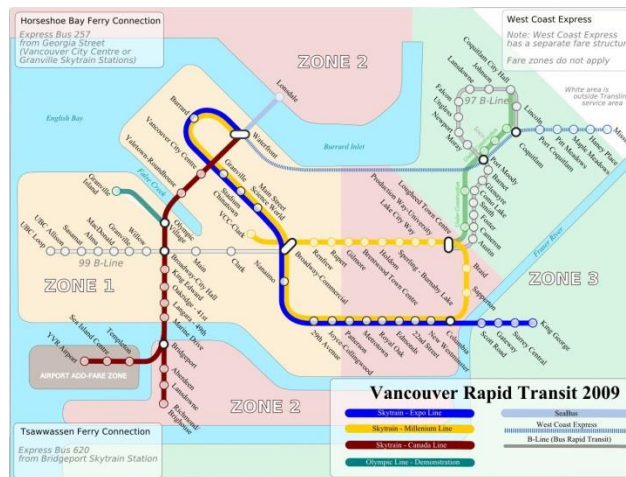 Horseshoe Bay Ferry Connection
Express Bus 257
from Georgia Street
(Vancouver City Centre or
Granville Skytrain Stations)
ZONE 2
West Coast Express
Note: West Coast Express
has a separate fare structure
Fare zones do not apply
White area is
outside Translink
service area
English Bay
Burrard Inlet
False Creek
Fraser River
Lonsdale
Burrard
Vancouver City Centre
Yaletown-Roundhouse
Waterfront
Granville
Stadium
Chinatown
Main Street
Science World
VCC-Clark
Granville
Island
Olympic
Village
UBC Loop
UBC Allison
Sasamat
Alma
MacDonald
Granville
Willow
99 B-Line
Main
Clark
Nanaimo
Broadway-Commercial
Renfrew
Rupert
Gilmore
Brentwood Town Centre
Holdom
Sperling - Burnaby Lake
Lake City Way
Production Way-University
Lougheed Town Centre
Coquitlam City Hall
Johnson
Lansdowne
Falcon
Ungless
Newport
Moray
97 B-Line
Lincoln
Coquitlam
Port Coquitlam
Pitt Meadows
Maple Meadows
Haney Place
Port Moody
Barnet
Glenayre
Como Lake
Smith
Foster
Cameron
Austin
Braid
Sapperton
ZONE 1
ZONE 3
Broadway-City Hall
King Edward
Oakridge - 41st
Langara - 49th
Marine Drive
Bridgeport
Aberdeen
Lansdowne
Richmond/
Brighouse
Sea Island Centre
Templeton
YVR Airport
AIRPORT ADD-FARE ZONE
29th Avenue
Joyce-Collingwood
Patterson
Metrotown
Royal Oak
Edmonds
22nd Street
New Westminster
Columbia
Scott Road
Gateway
Surrey Central
King George
ZONE 2
Tsawwassen Ferry Connection
Express Bus 620
from Bridgeport Skytrain Station
Vancouver Rapid Transit 2009
Skytrain - Expo Line
Skytrain - Millenium Line
Skytrain - Canada Line
Olympic Line - Demonstration
SeaBus
West Coast Express
B-Line (Bus Rapid Transit)